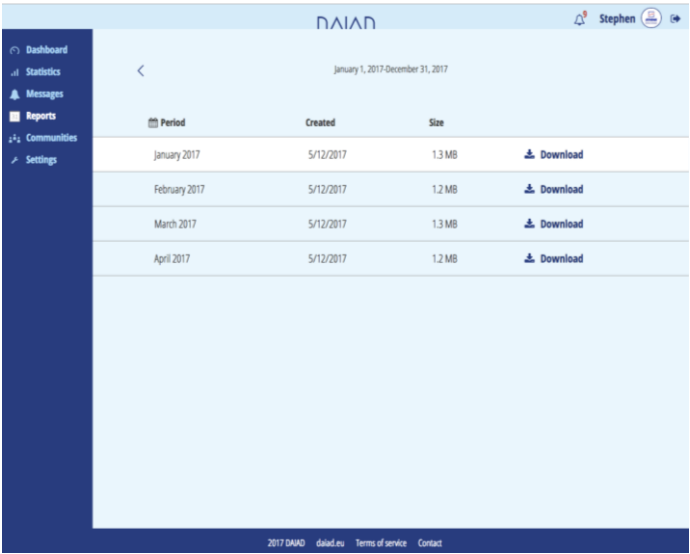 DAIAD
9
Stephen
Dashboard
Statistics
Messages
Reports
Communities
Settings
January 1, 2017-December 31, 2017
Period Created Size
January 2017 5/12/2017 1.3 MB Download
February 2017 5/12/2017 1.2 MB Download
March 2017 5/12/2017 1.3 MB Download
April 2017 5/12/2017 1.2 MB Download
2017 DAIAD daiad.eu Terms of service Contact